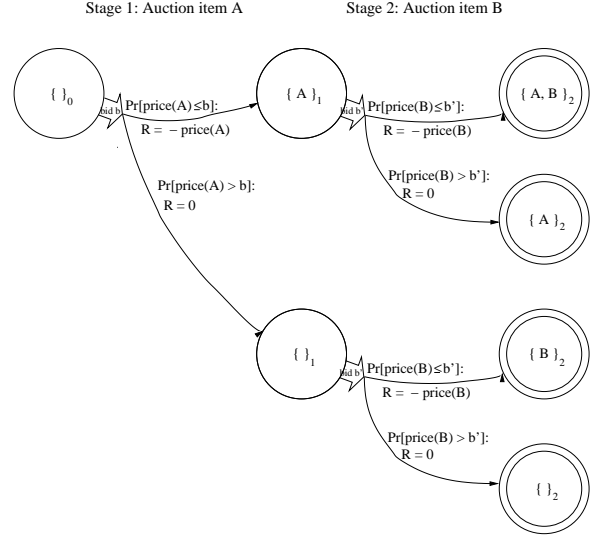 Stage 1: Auction item A
Stage 2: Auction item B
{ }0
bid b
Pr[price(A)≤b]:
R = − price(A)
{ A }1
bid b'
Pr[price(B)≤b’]:
R = − price(B)
{ A, B }2
Pr[price(A) > b]:
R = 0
Pr[price(B) > b’]:
R = 0
{ A }2
{ }1
bid b'
Pr[price(B)≤b’]:
R = − price(B)
{ B }2
Pr[price(B) > b’]:
R = 0
{ }2